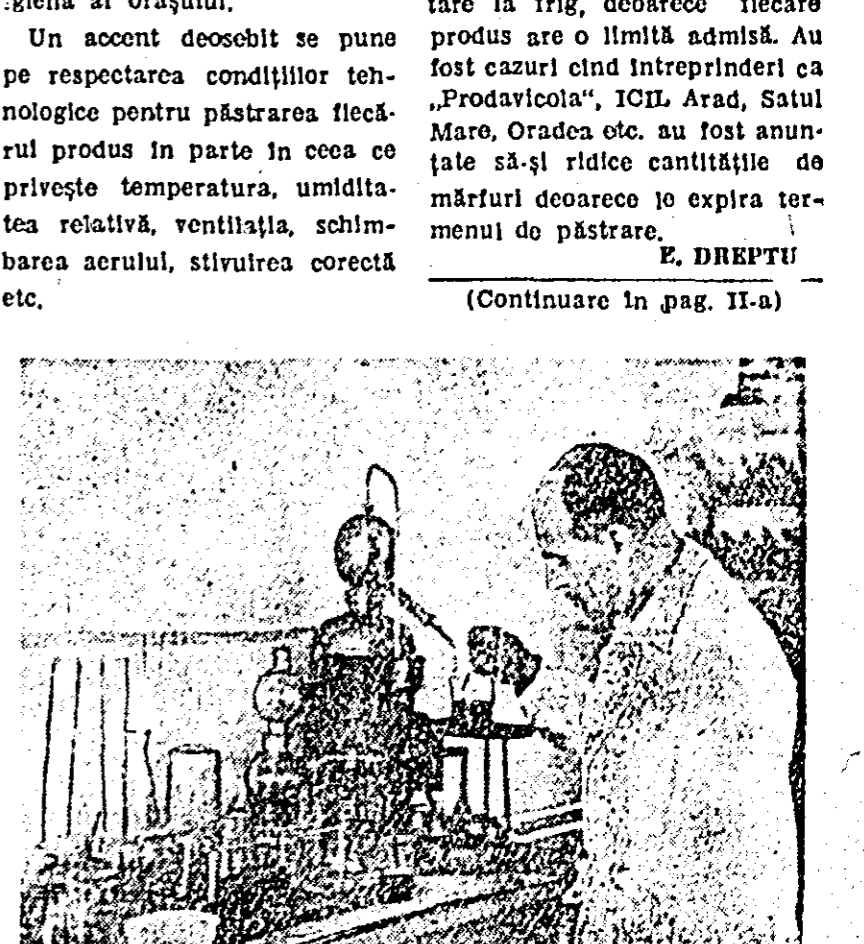 igiena al orașului.
Un accent deosebit se pune
pe respectarea condițiilor teh-
nologice pentru păstrarea fiecă-
rui produs în parte în ceea ce
privește temperatura, umidita-
tea relativă, ventilația, schim-
barea aerului, stivuirea corectă
etc.
tare la frig, deoarece fiecare
produs are o limită admisă. Au
fost cazuri cînd întreprinderi ca
„Prodavicola“, ICIL Arad, Satul
Mare, Oradea etc. au fost anun-
țate să-și ridice cantitățile de
mărfuri deoarece le expira ter-
menul de păstrare.
E. DREPTU
(Continuare în pag. II-a)